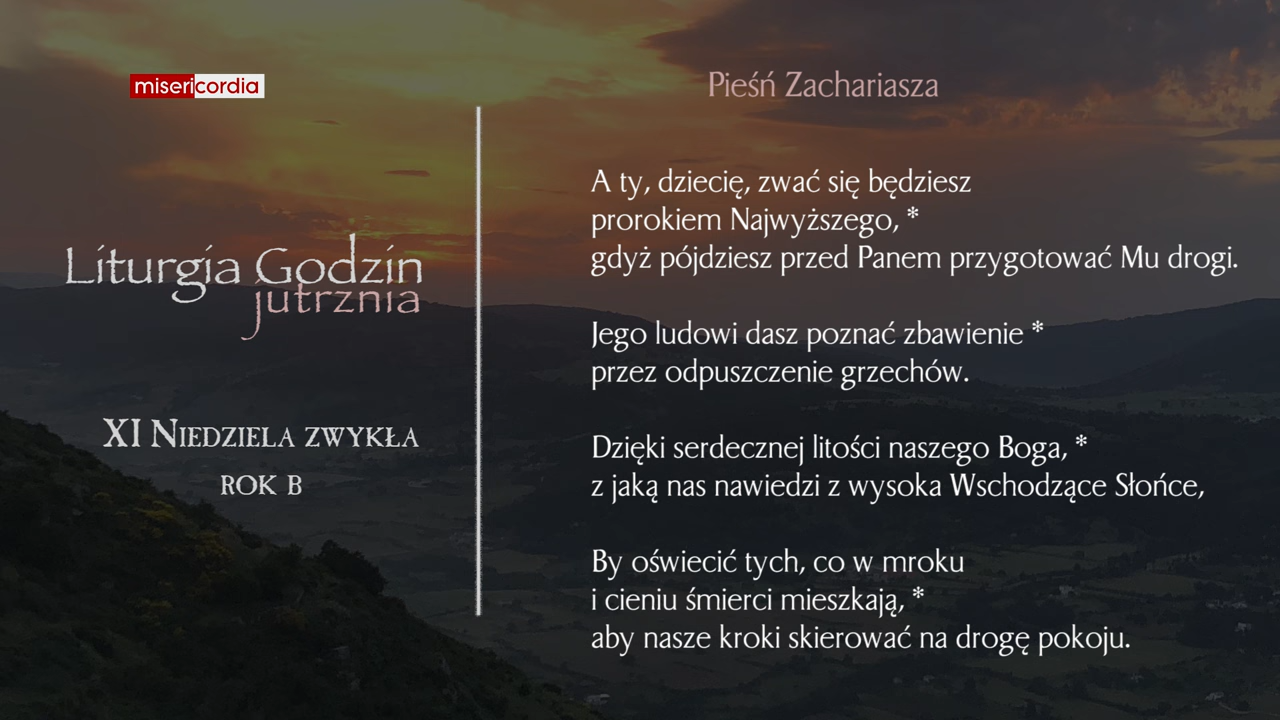 misericordia
Liturgia Godzin
jutrznia
XI Niedziela zwykła
rok B
Pieśń Zachariasza
A ty, dziecię, zwać się będziesz
prorokiem Najwyższego, *
gdyż pójdziesz przed Panem przygotować Mu drogi.
Jego ludowi dasz poznać zbawienie *
przez odpuszczenie grzechów.
Dzięki serdecznej litości naszego Boga, *
z jaką nas nawiedzi z wysoka Wschodzące Słońce,
By oświecić tych, co w mroku
i cieniu śmierci mieszkają, *
aby nasze kroki skierować na drogę pokoju.